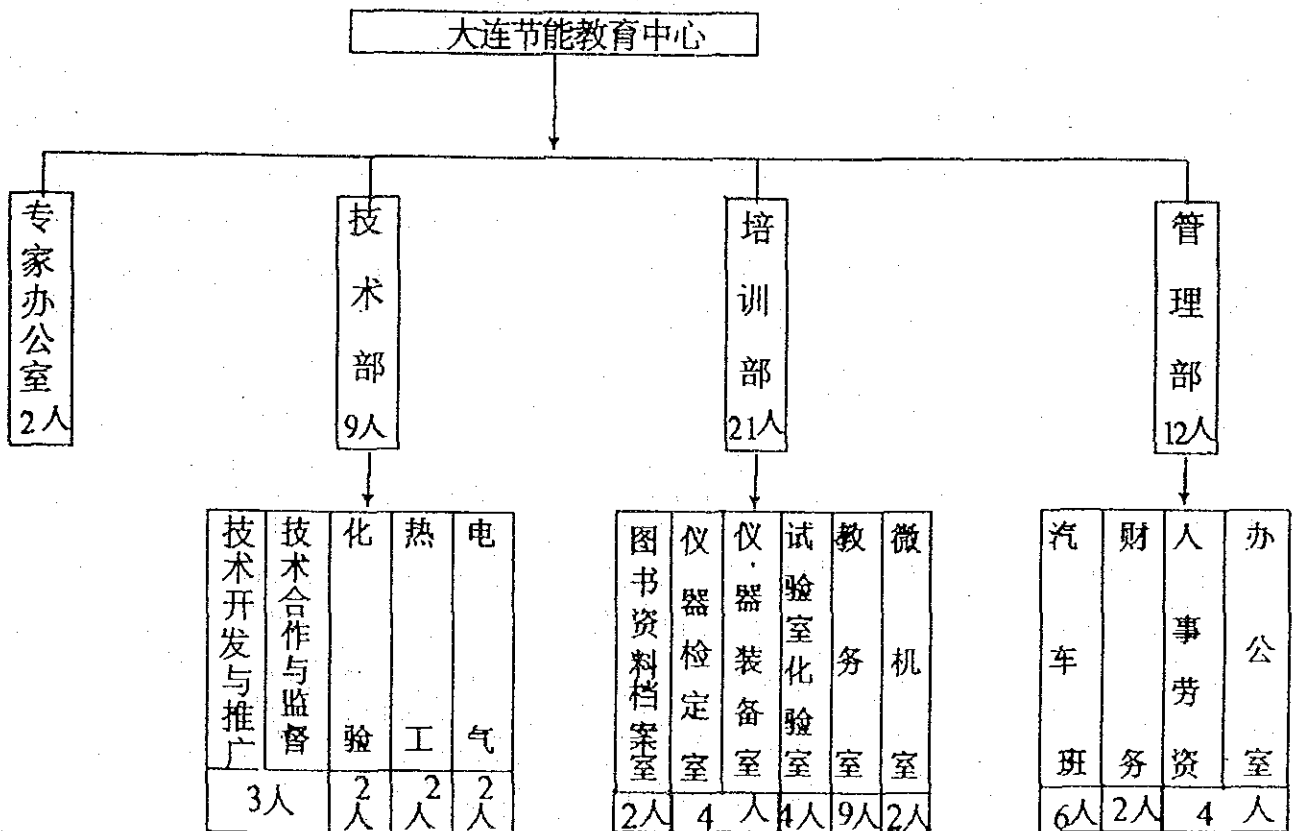 大连节能教育中心
专家办公室
2人
技术部
9人
培训部
21人
管理部
12人
技术开发与推广
技术合作与监督
3人
化验
2人
热工
2人
电气
2人
图书资料档案室
2人
仪器检定室
仪器装备室
4人
试验室化验室
4人
教务室
9人
微机室
2人
汽车班
6人
财务
2人
人事劳资
办公室
4人